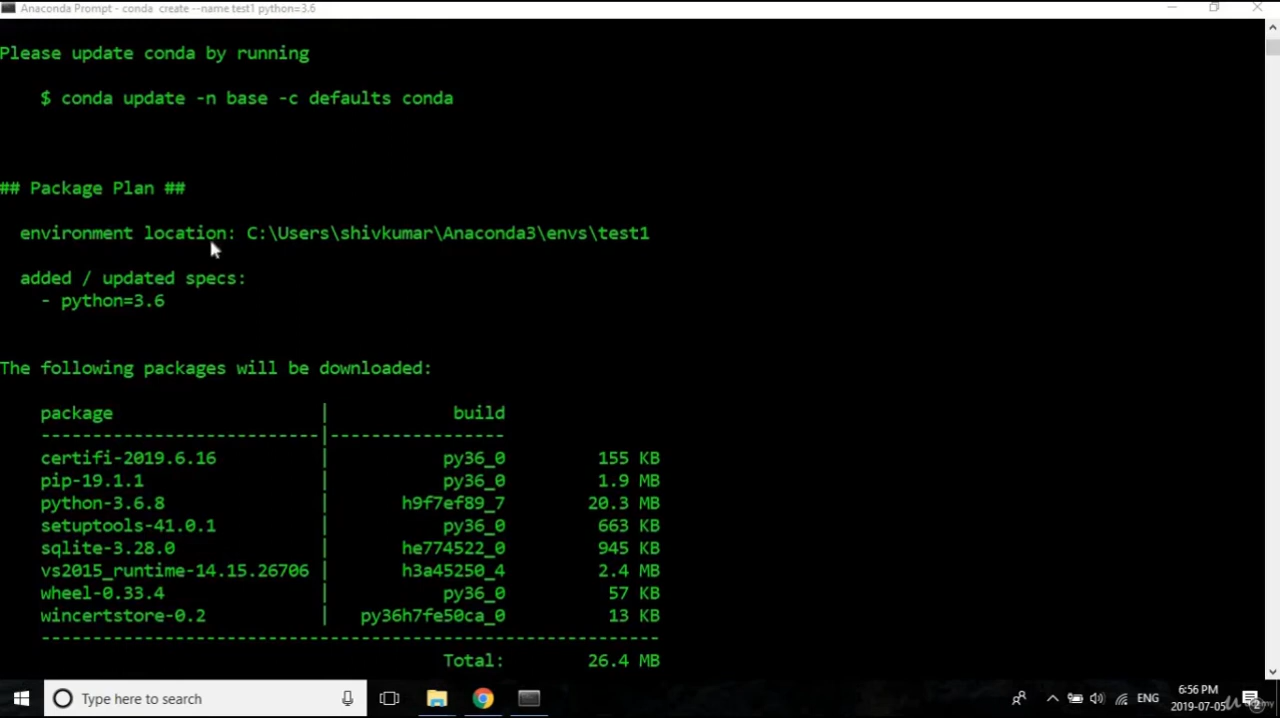 Anaconda Prompt - conda create --name test1 python=3.6
Please update conda by running
$ conda update -n base -c defaults conda
## Package Plan ##
environment location: C:\Users\shivkumar\Anaconda3\envs\test1
added / updated specs:
- python=3.6
The following packages will be downloaded:
package | build
---------------------------|-----------------
certifi-2019.6.16 | py36_0 155 KB
pip-19.1.1 | py36_0 1.9 MB
python-3.6.8 | h9f7ef89_7 20.3 MB
setuptools-41.0.1 | py36_0 663 KB
sqlite-3.28.0 | he774522_0 945 KB
vs2015_runtime-14.15.26706 | h3a45250_4 2.4 MB
wheel-0.33.4 | py36_0 57 KB
wincertstore-0.2 | py36h7fe50ca_0 13 KB
------------------------------------------------------------
Total: 26.4 MB
Type here to search
ENG
6:56 PM
2019-07-05